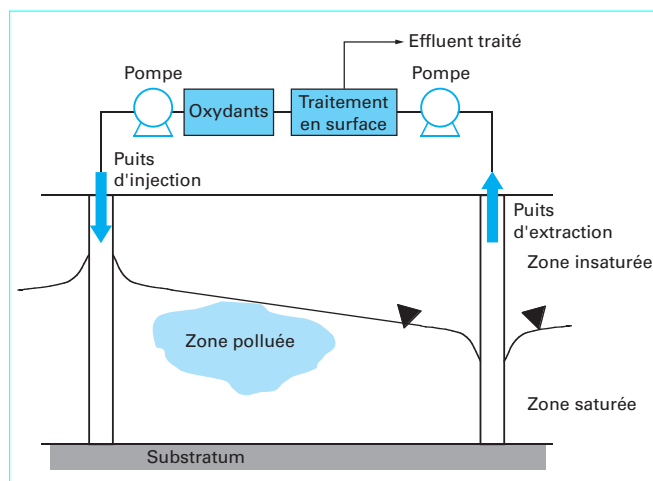 Effluent traité
Pompe
Pompe
Oxydants
Traitement
en surface
Puits
d'injection
Puits
d'extraction
Zone insaturée
Zone polluée
Zone saturée
Substratum